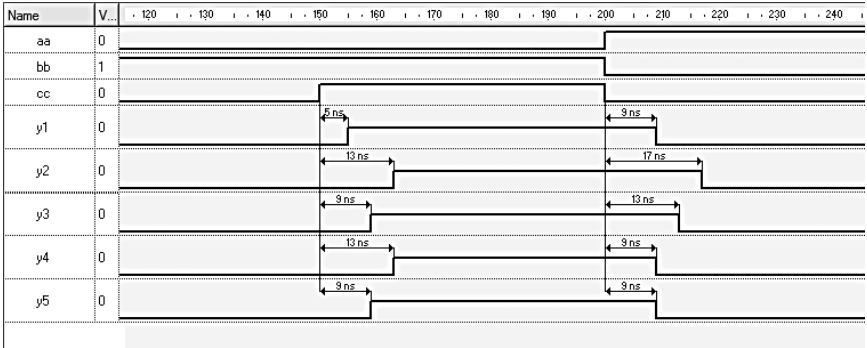 Name V... 120 130 140 150 160 170 180 190 200 210 220 230 240
aa 0
bb 1
cc 0
5 ns 9 ns
y1 0
13 ns 17 ns
y2 0
9 ns 13 ns
y3 0
13 ns 9 ns
y4 0
9 ns 9 ns
y5 0